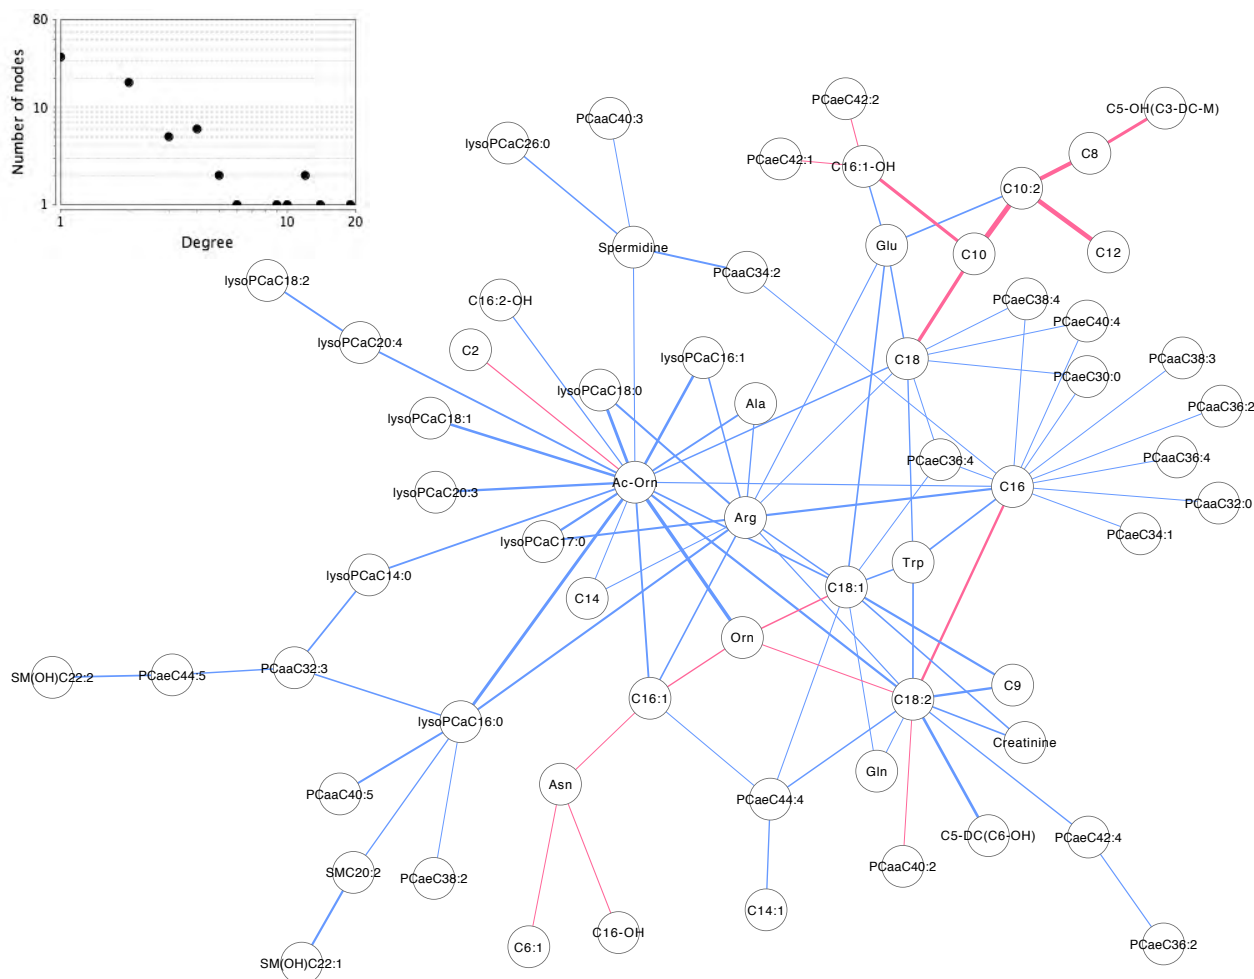 80
10
1
Number of nodes
1
10
20
Degree
PCaeC42:2
C5-OH(C3-DC-M)
PCaaC40:3
lysoPCaC26:0
C8
PCaeC42:1
C16:1-OH
C10:2
Spermidine
Glu
C10
C12
PCaaC34:2
lysoPCaC18:2
C16:2-OH
PCaeC38:4
PCaeC40:4
lysoPCaC20:4
C2
lysoPCaC16:1
C18
PCaaC38:3
PCaeC30:0
lysoPCaC18:0
Ala
PCaaC36:2
lysoPCaC18:1
PCaeC36:4
PCaaC36:4
Ac-Orn
C16
lysoPCaC20:3
PCaaC32:0
Arg
PCaeC34:1
lysoPCaC17:0
Trp
lysoPCaC14:0
C18:1
C14
Orn
PCaaC32:3
SM(OH)C22:2
PCaeC44:5
C9
C16:1
C18:2
lysoPCaC16:0
Creatinine
Gln
Asn
PCaaC40:5
PCaeC44:4
C5-DC(C6-OH)
PCaeC42:4
PCaaC40:2
SMC20:2
PCaeC38:2
C14:1
C16-OH
C6:1
PCaeC36:2
SM(OH)C22:1